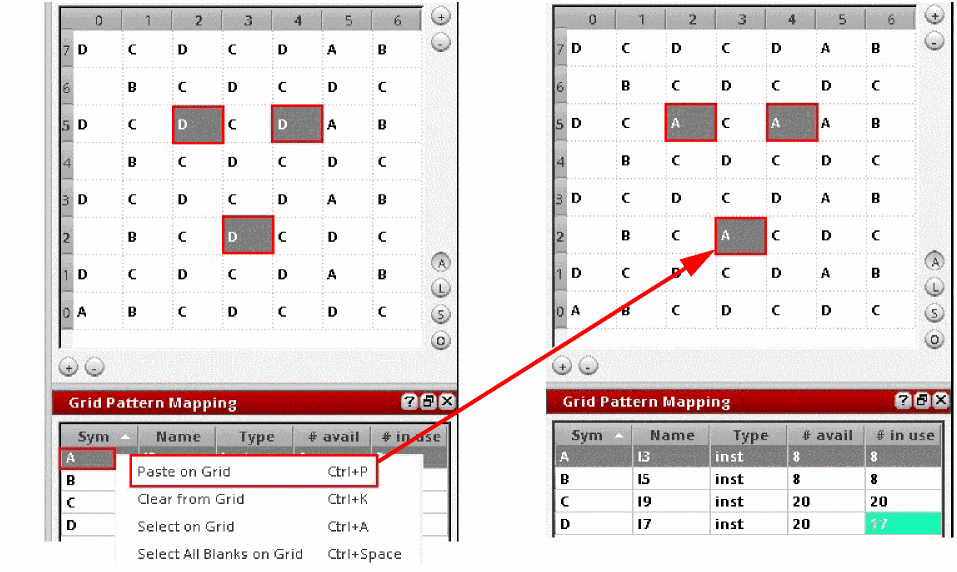 0 1 2 3 4 5 6 +
7 D C D C D A B -
6 B C D C D C
5 D C D C D A B
4 B C D C D C
3 D C D C D A B
2 B C D C D C
1 D C D C D A B A
L
0 A B C D C D C S
O
+ -
Grid Pattern Mapping ?
Sym Name Type # avail # in use
A
B
C
D
Paste on Grid Ctrl+P
Clear from Grid Ctrl+K
Select on Grid Ctrl+A
Select All Blanks on Grid Ctrl+Space
0 1 2 3 4 5 6 +
7 D C D C D A B -
6 B C D C D C
5 D C A C A A B
4 B C D C D C
3 D C D C D A B
2 B C A C D C
1 D C D C D A B A
L
0 A B C D C D C S
O
+ -
Grid Pattern Mapping ?
Sym Name Type # avail # in use
A I3 inst 8 8
B I5 inst 8 8
C I9 inst 20 20
D I7 inst 20 17